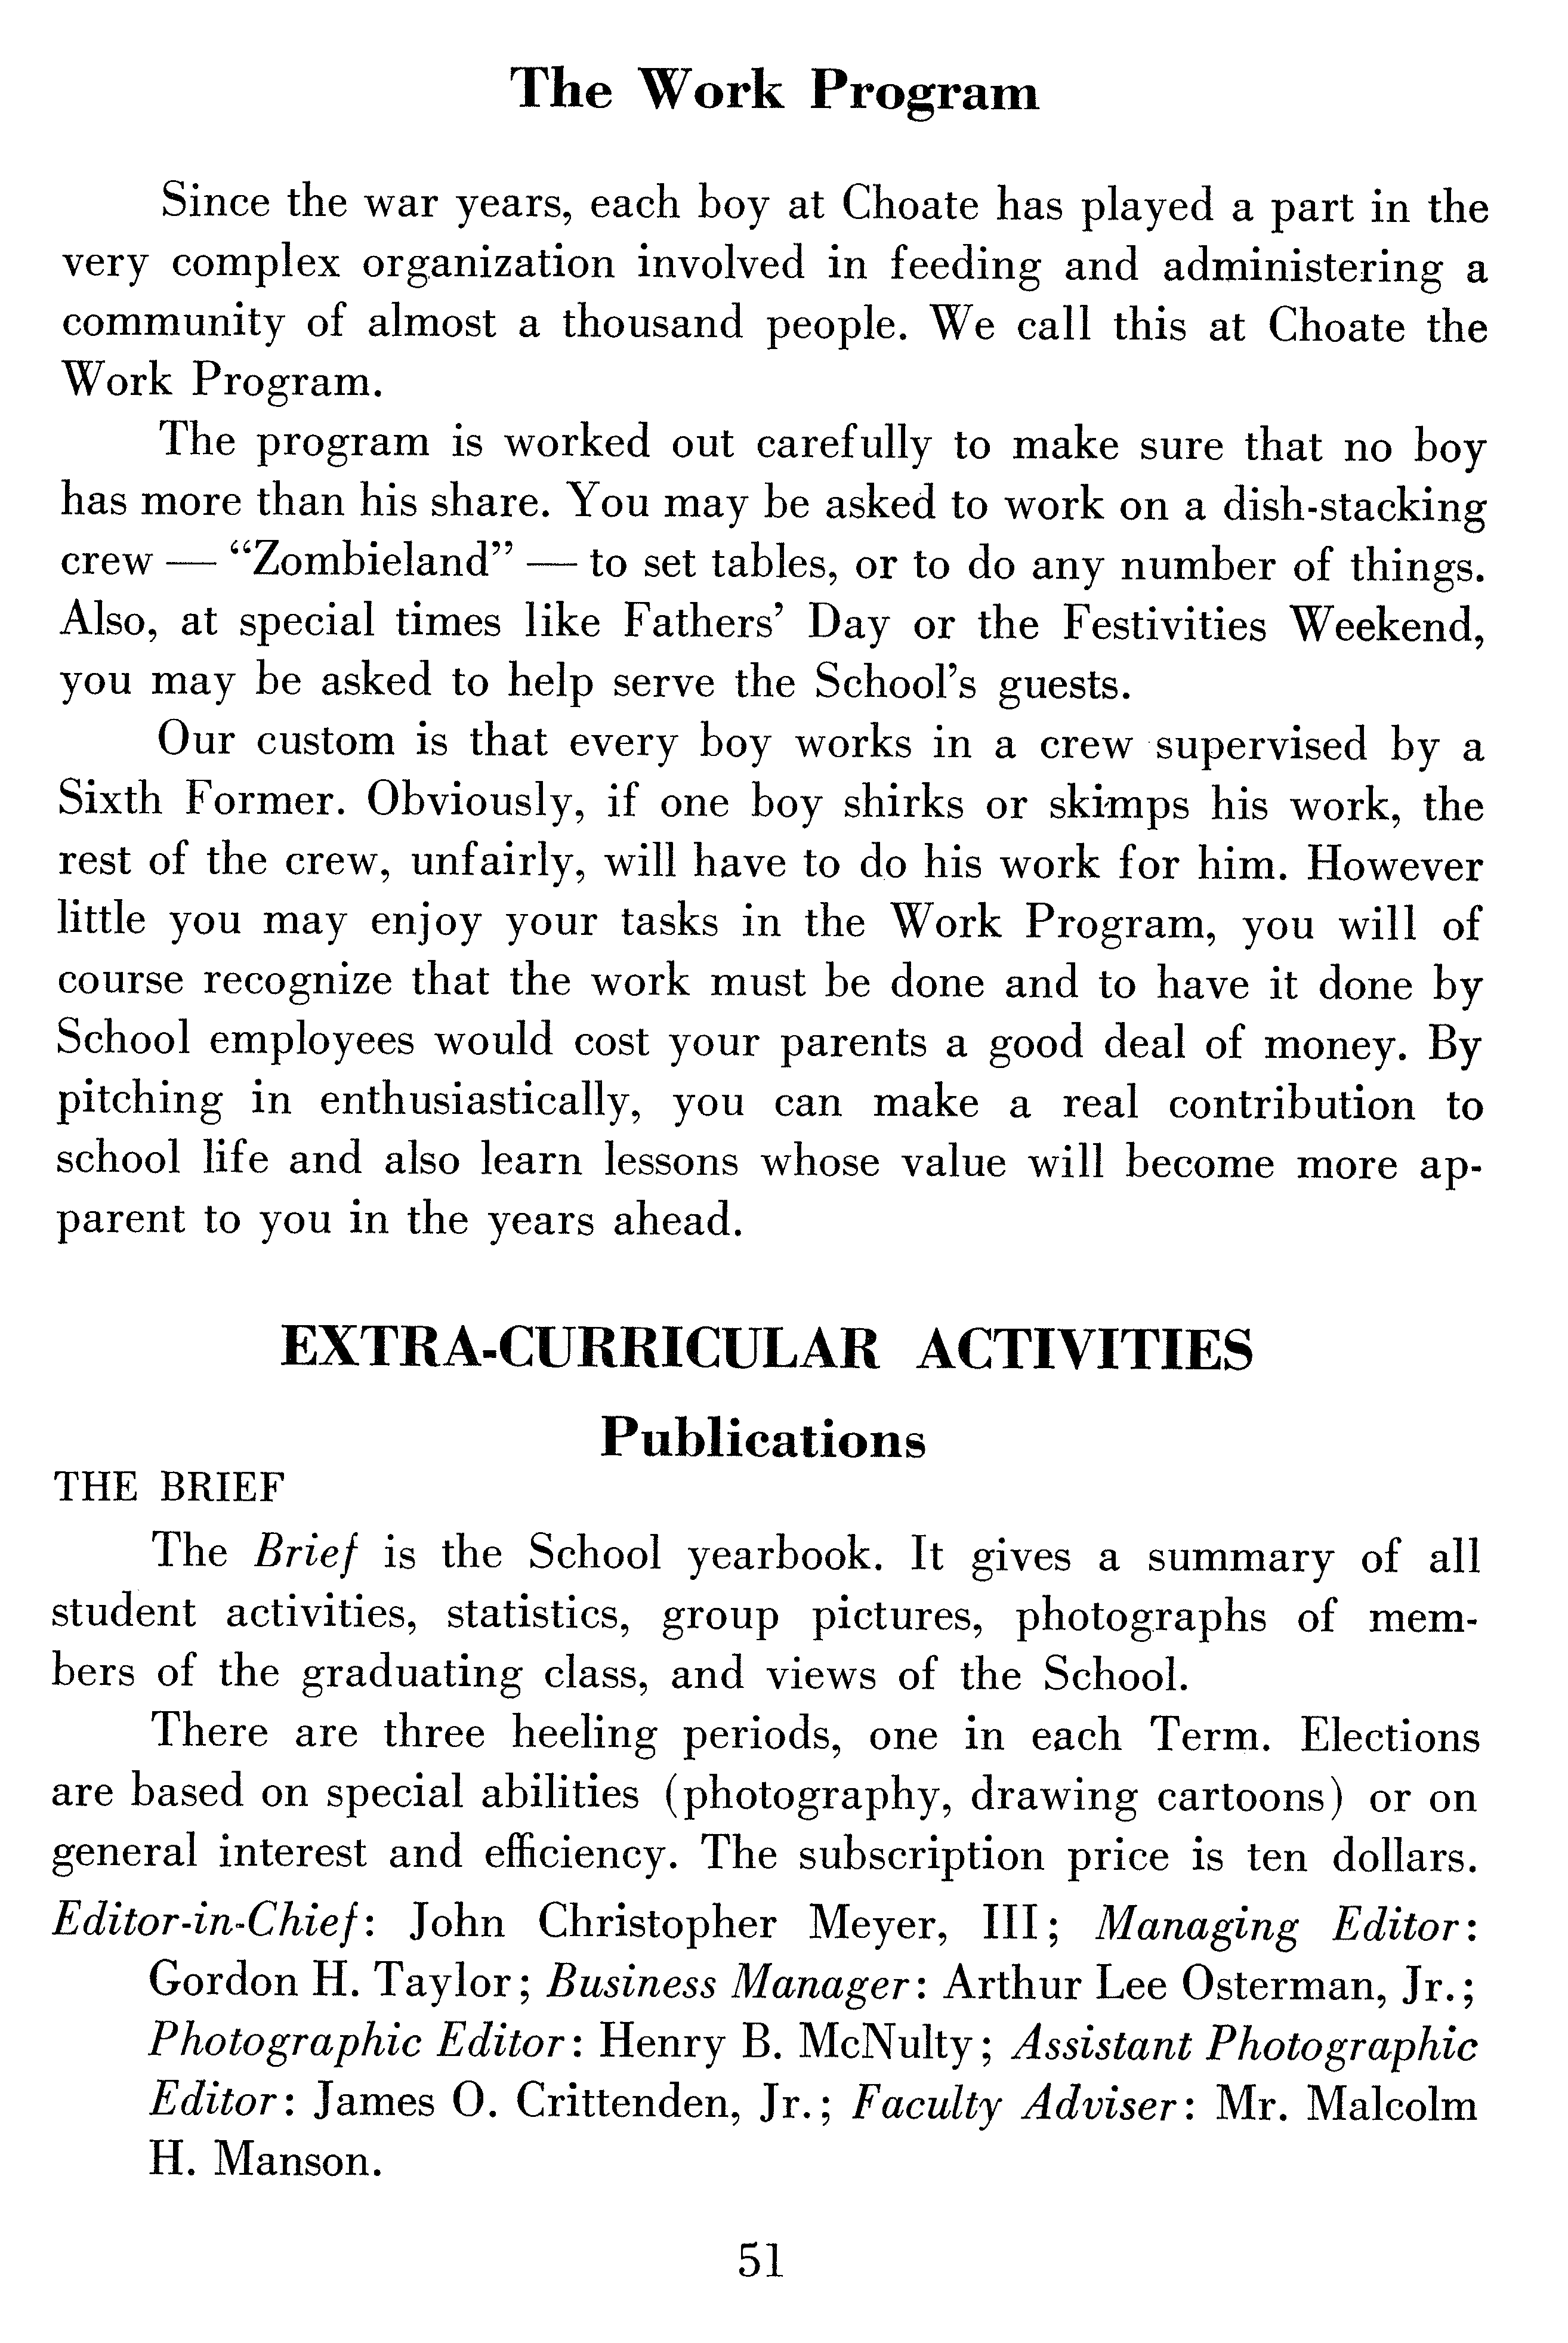 The Work Program
Since the war years, each boy at Choate has played a part in the
very complex organization involved in feeding and administering a
community of almost a thousand people. We call this at Choate the
Work Program.
The program is worked out carefully to make sure that no boy
has more than his share. You may be asked to work on a dish-stacking
crew — “Zombieland” — to set tables, or to do any number of things.
Also, at special times like Fathers’ Day or the Festivities Weekend,
you may be asked to help serve the School’s guests.
Our custom is that every boy works in a crew supervised by a
Sixth Former. Obviously, if one boy shirks or skimps his work, the
rest of the crew, unfairly, will have to do his work for him. However
little you may enjoy your tasks in the Work Program, you will of
course recognize that the work must be done and to have it done by
School employees would cost your parents a good deal of money. By
pitching in enthusiastically, you can make a real contribution to
school life and also learn lessons whose value will become more ap-
parent to you in the years ahead.
EXTRA-CURRICULAR ACTIVITIES
Publications
THE BRIEF
The Brief is the School yearbook. It gives a summary of all
student activities, statistics, group pictures, photographs of mem-
bers of the graduating class, and views of the School.
There are three heeling periods, one in each Term. Elections
are based on special abilities (photography, drawing cartoons) or on
general interest and efficiency. The subscription price is ten dollars.
Editor-in-Chief: John Christopher Meyer, III; Managing Editor:
Gordon H. Taylor; Business Manager: Arthur Lee Osterman, Jr.;
Photographic Editor: Henry B. McNulty; Assistant Photographic
Editor: James O. Crittenden, Jr.; Faculty Adviser: Mr. Malcolm
H. Manson.
51